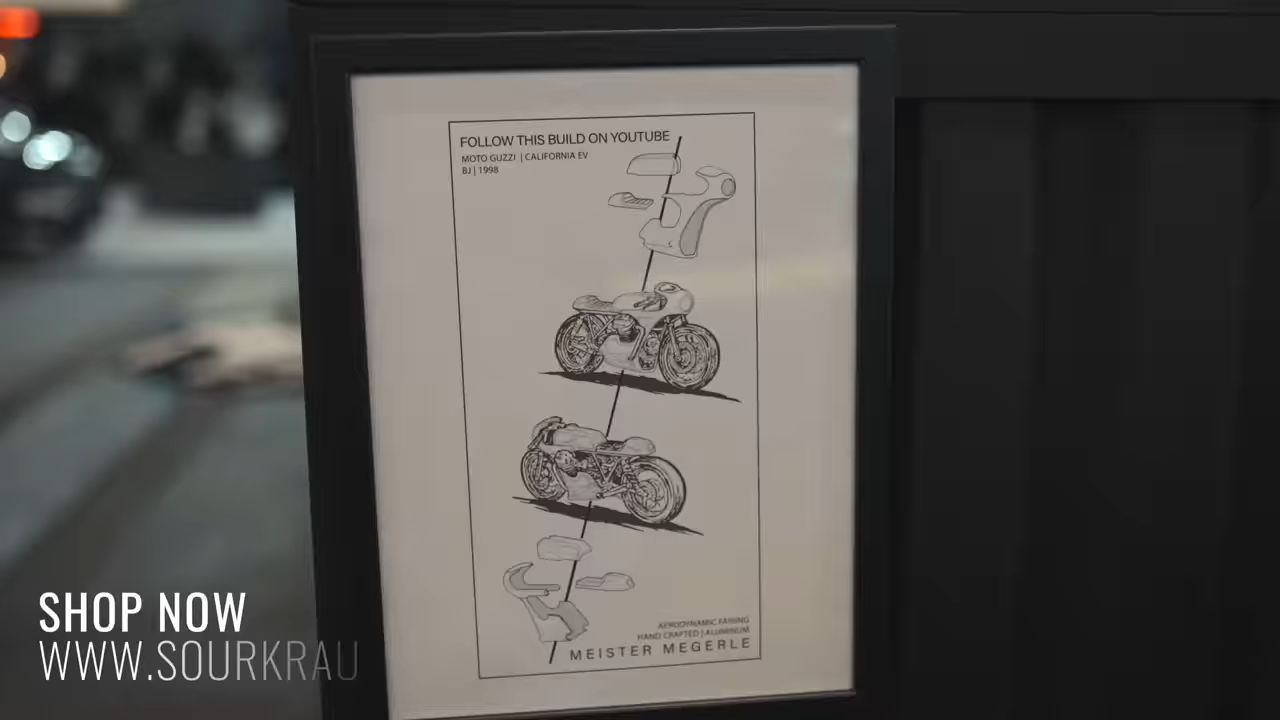 FOLLOW THIS BUILD ON YOUTUBE
MOTO GUZZI | CALIFORNIA EV
BJ | 1998
AERODYNAMIC FAIRING
HAND CRAFTED | ALUMINIUM
MEISTER MEGERLE
SHOP NOW
WWW.SOURKRAU